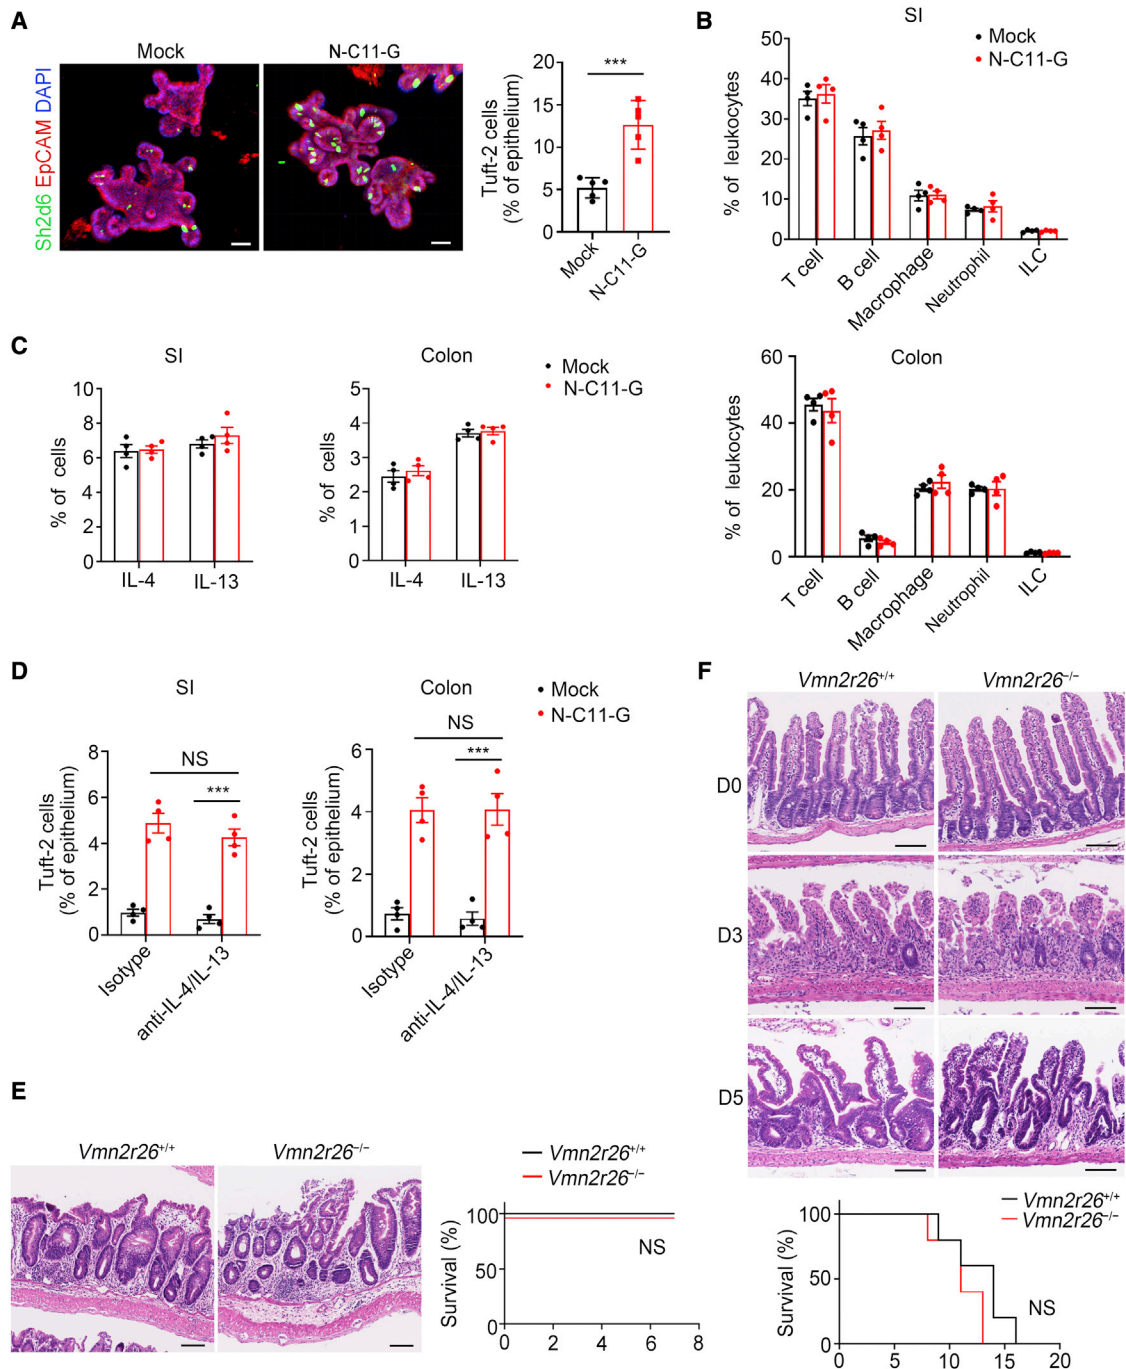 A
Mock
N-C11-G
Sh2d6 EpCAM DAPI
Tuft-2 cells
(% of epithelium)
20
15
10
5
0
***
Mock
N-C11-G
B
SI
Mock
N-C11-G
% of leukocytes
50
40
30
20
10
0
T cell
B cell
Macrophage
Neutrophil
ILC
Colon
% of leukocytes
60
40
20
0
T cell
B cell
Macrophage
Neutrophil
ILC
C
SI
% of cells
10
8
6
4
2
0
IL-4
IL-13
Colon
% of cells
5
4
3
2
1
0
IL-4
IL-13
Mock
N-C11-G
D
SI
Tuft-2 cells
(% of epithelium)
8
6
4
2
0
NS
***
Isotype
anti-IL-4/IL-13
Colon
6
4
2
0
Tuft-2 cells
(% of epithelium)
NS
***
Isotype
anti-IL-4/IL-13
Mock
N-C11-G
E
Vmn2r26+/+
Vmn2r26−/−
Vmn2r26+/+
Vmn2r26−/−
Survival (%)
100
50
0
NS
0 2 4 6 8
F
Vmn2r26+/+
Vmn2r26−/−
D0
D3
D5
Vmn2r26+/+
Vmn2r26−/−
Survival (%)
100
50
0
NS
0 5 10 15 20